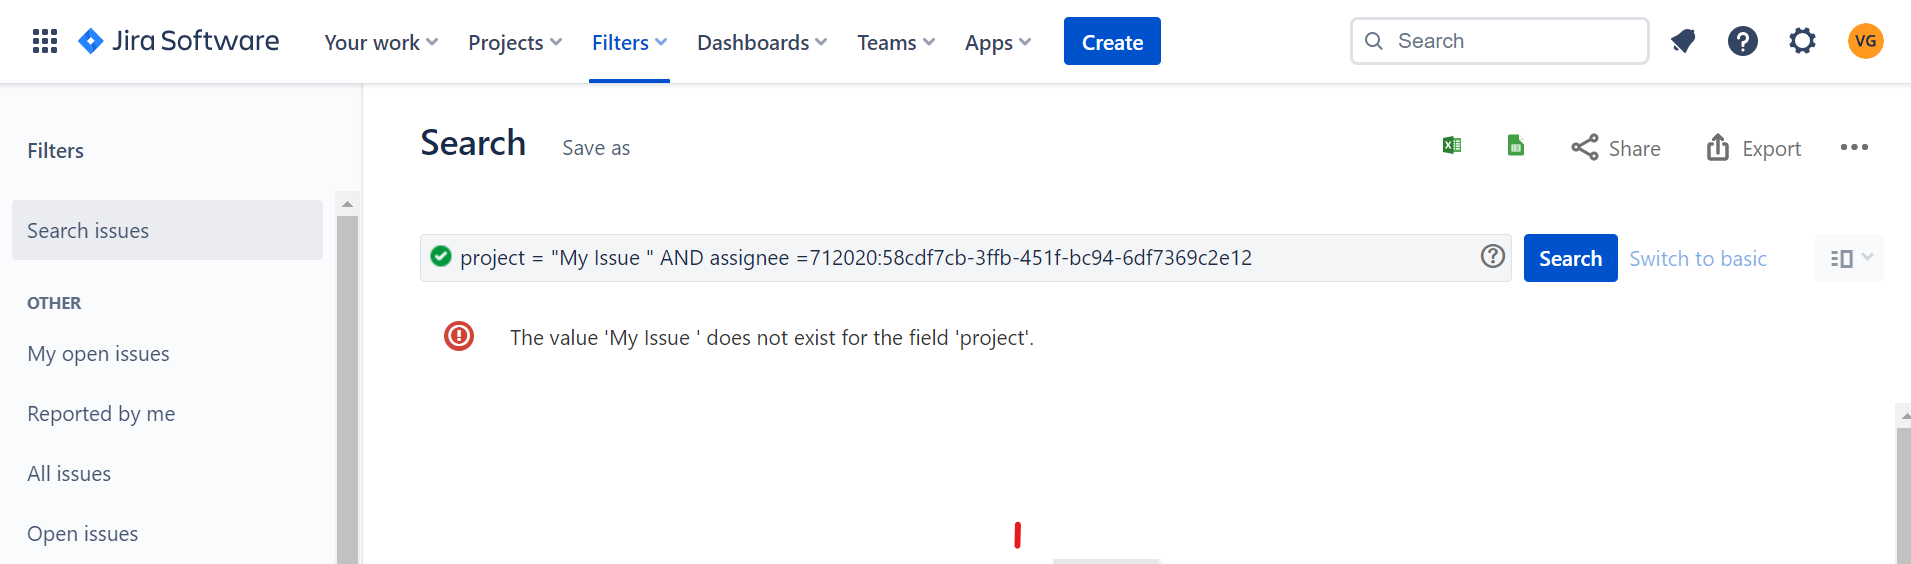 Jira Software Your work Projects Filters Dashboards Teams Apps Create Search VG
Filters
Search issues
OTHER
My open issues
Reported by me
All issues
Open issues
Search Save as Share Export
project = "My Issue " AND assignee =712020:58cdf7cb-3ffb-451f-bc94-6df7369c2e12 Search Switch to basic
The value 'My Issue ' does not exist for the field 'project'.